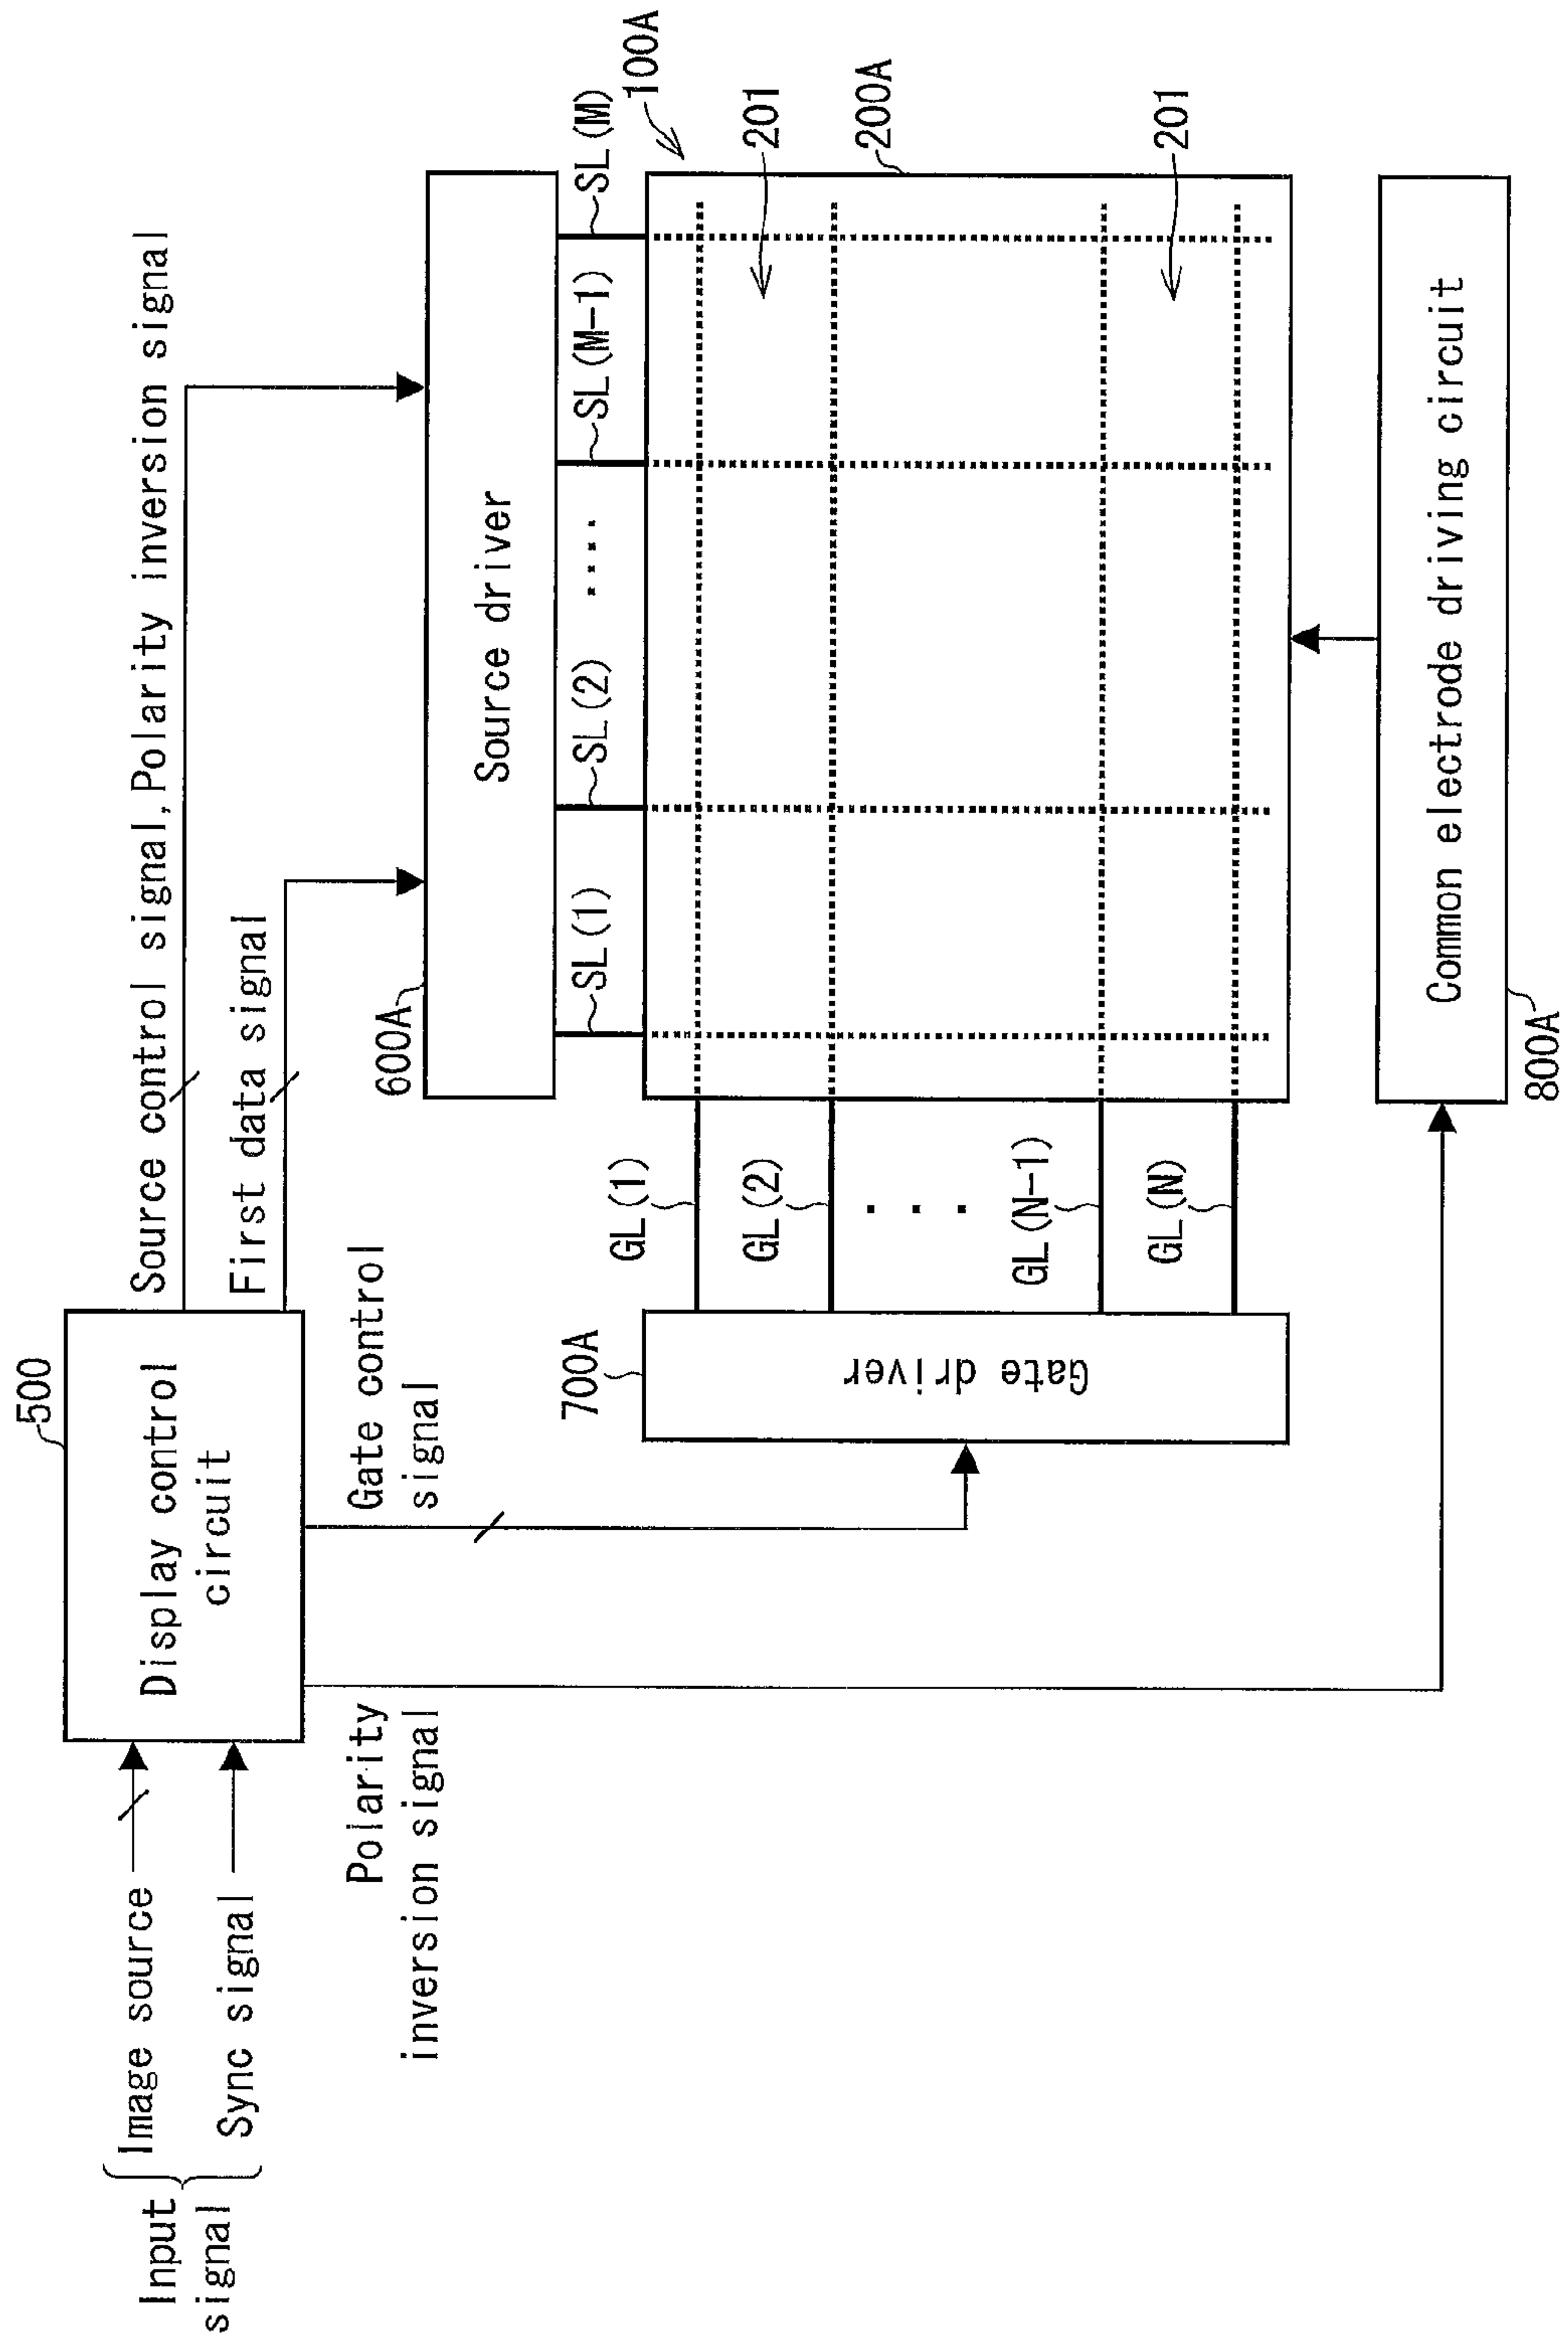 500
Display control
circuit
Input
signal
Image source
Sync signal
Source control signal,Polarity inversion signal
First data signal
Gate control
signal
Polarity
inversion signal
600A
Source driver
SL(1)
SL(2)
....
SL(M-1)
SL(M)
100A
700A
Gate driver
GL(1)
GL(2)
...
GL(N-1)
GL(N)
201
200A
201
Common electrode driving circuit
800A